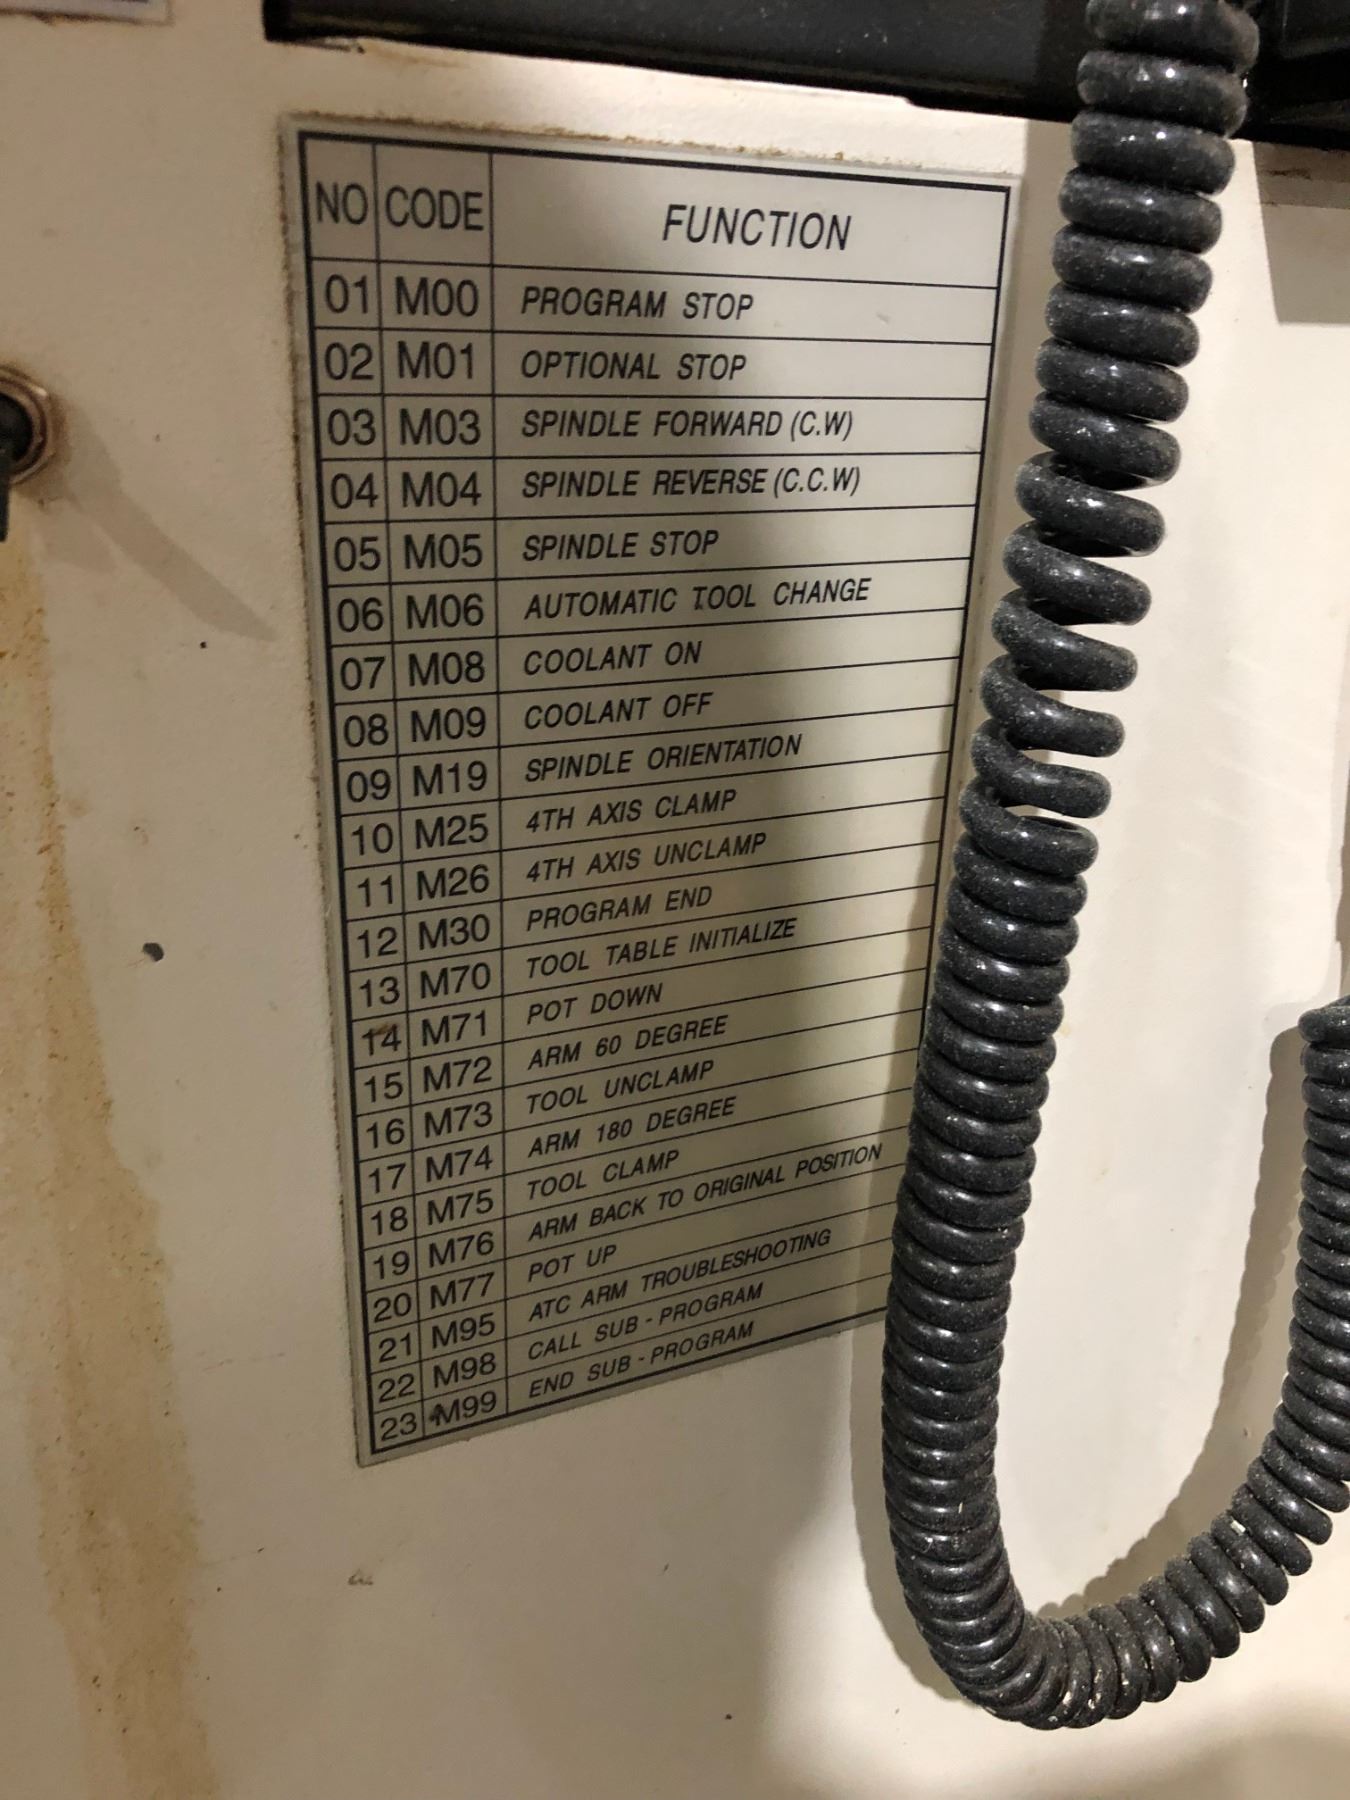 NO CODE FUNCTION
01 M00 PROGRAM STOP
02 M01 OPTIONAL STOP
03 M03 SPINDLE FORWARD (C.W)
04 M04 SPINDLE REVERSE (C.C.W)
05 M05 SPINDLE STOP
06 M06 AUTOMATIC TOOL CHANGE
07 M08 COOLANT ON
08 M09 COOLANT OFF
09 M19 SPINDLE ORIENTATION
10 M25 4TH AXIS CLAMP
11 M26 4TH AXIS UNCLAMP
12 M30 PROGRAM END
13 M70 TOOL TABLE INITIALIZE
14 M71 POT DOWN
15 M72 ARM 60 DEGREE
16 M73 TOOL UNCLAMP
17 M74 ARM 180 DEGREE
18 M75 TOOL CLAMP
19 M76 ARM BACK TO ORIGINAL POSITION
20 M77 POT UP
21 M95 ATC ARM TROUBLESHOOTING
22 M98 CALL SUB - PROGRAM
23 M99 END SUB - PROGRAM